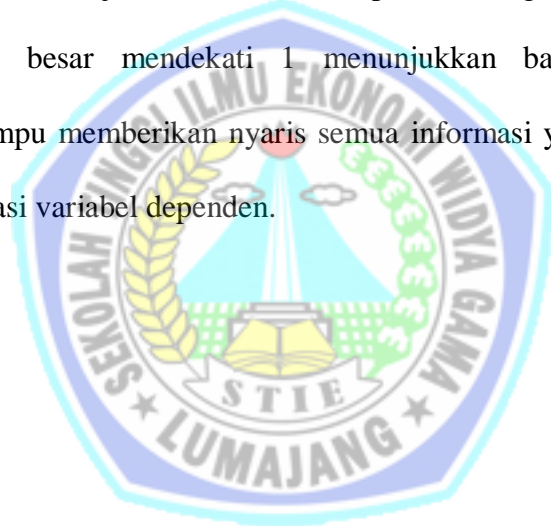 besar mendekati 1 menunjukkan
mpu memberikan nyaris semua informasi
asi variabel dependen.
SEKOLAH TINGGI ILMU EKONOMI WIDYA GAMA
STIE
LUMAJANG